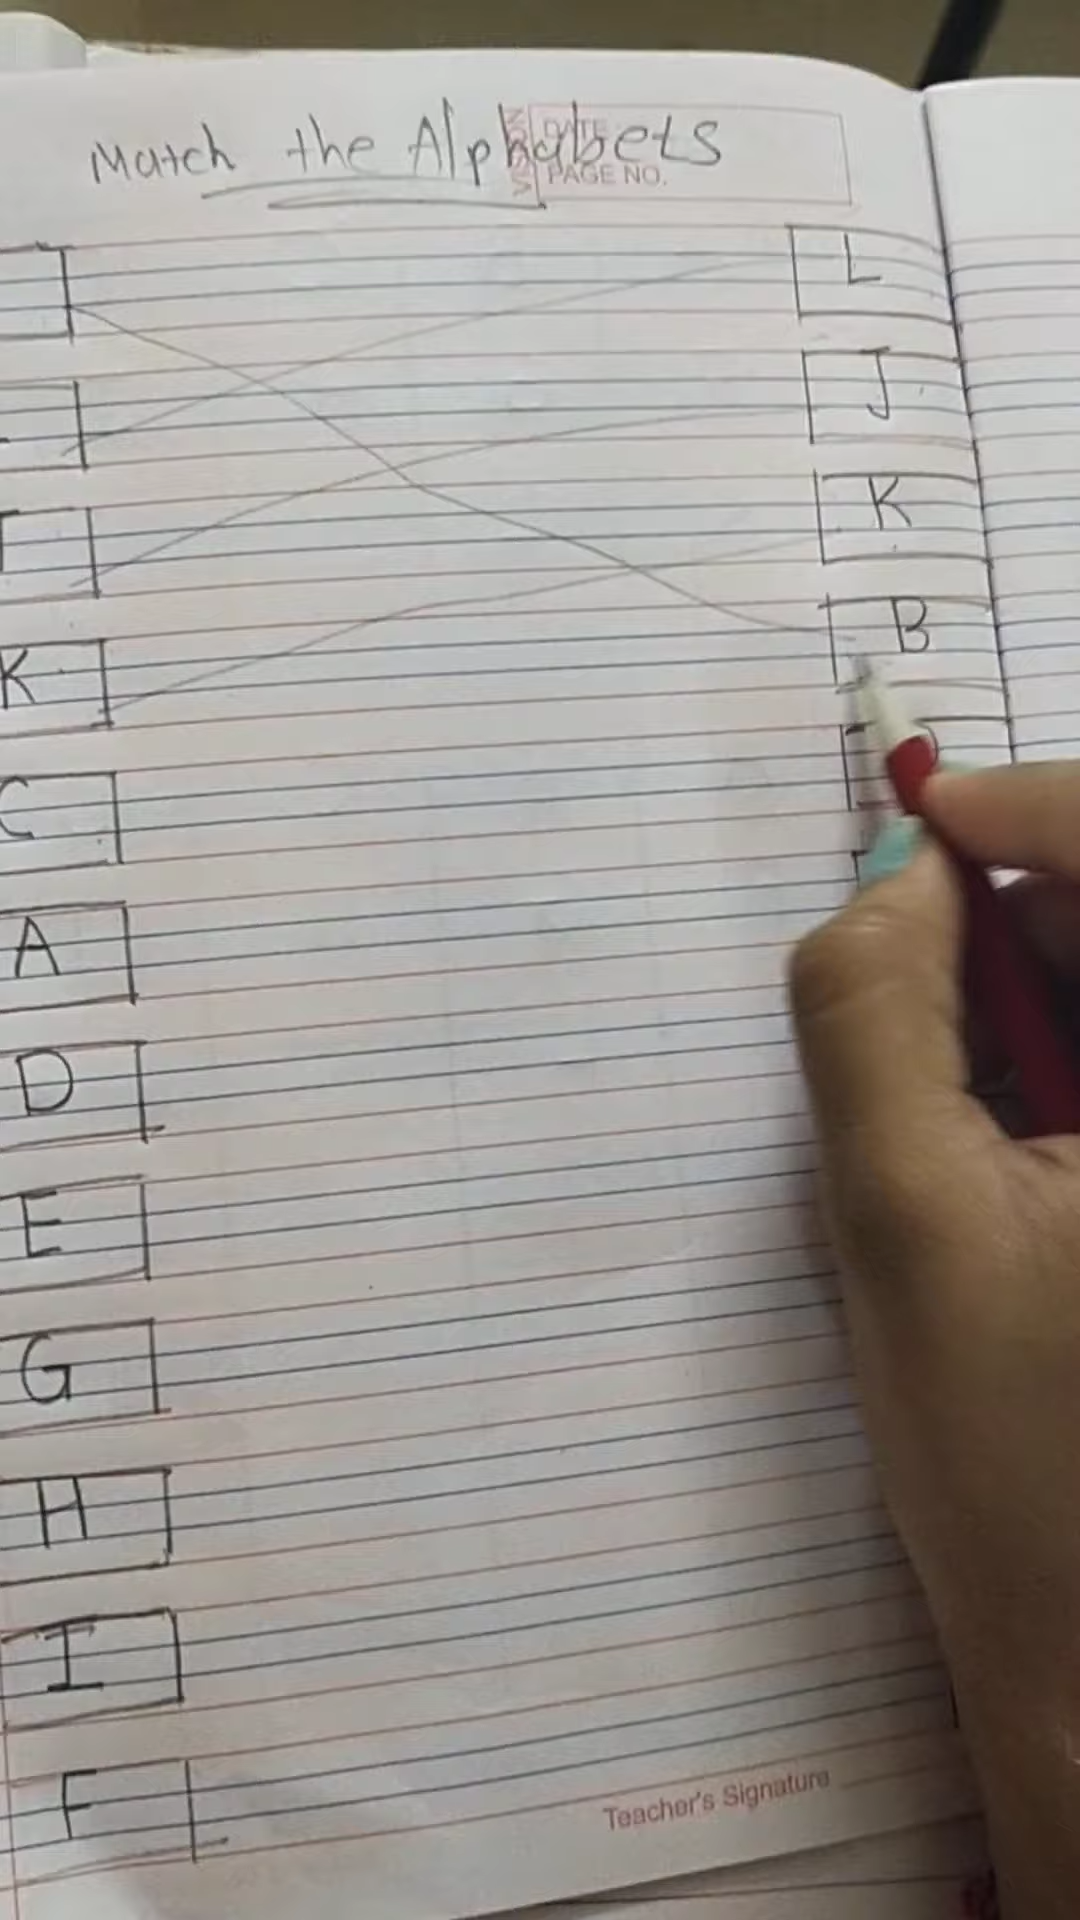 Match the Alphabets
DATE
PAGE NO.
L
J
K
B
K
C
A
D
E
G
H
I
F
Teacher's Signature